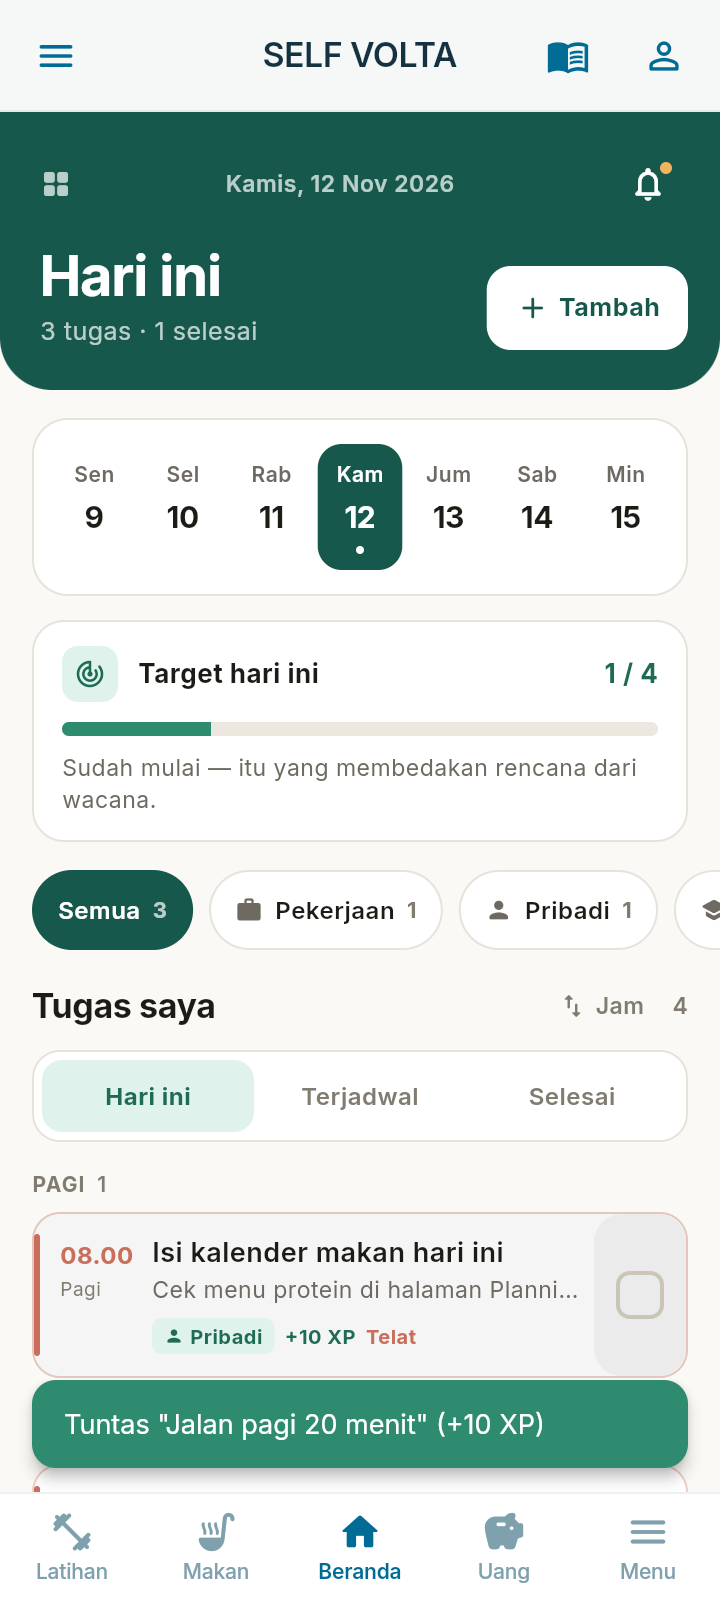 SELF VOLTA
Kamis, 12 Nov 2026
Hari ini
3 tugas · 1 selesai
+ Tambah
Sen Sel Rab Kam Jum Sab Min
9 10 11 12 13 14 15
Target hari ini 1 / 4
Sudah mulai — itu yang membedakan rencana dari
wacana.
Semua 3 Pekerjaan 1 Pribadi 1
Tugas saya Jam 4
Hari ini Terjadwal Selesai
PAGI 1
08.00 Isi kalender makan hari ini
Pagi Cek menu protein di halaman Planni...
Pribadi +10 XP Telat
Tuntas "Jalan pagi 20 menit" (+10 XP)
Latihan Makan Beranda Uang Menu